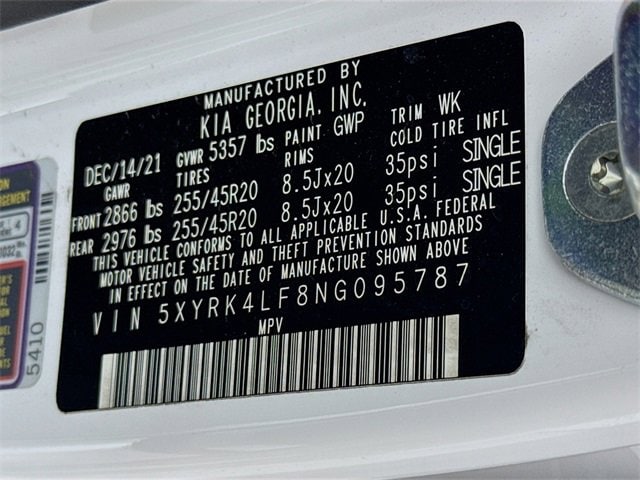 MANUFACTURED BY
KIA GEORGIA, INC.
DEC/14/21 GVWR 5357 lbs PAINT GWP TRIM WK
GAWR TIRES RIMS COLD TIRE INFL
FRONT 2866 lbs 255/45R20 8.5Jx20 35psi SINGLE
REAR 2976 lbs 255/45R20 8.5Jx20 35psi SINGLE
THIS VEHICLE CONFORMS TO ALL APPLICABLE U.S.A. FEDERAL
MOTOR VEHICLE SAFETY AND THEFT PREVENTION STANDARDS
IN EFFECT ON THE DATE OF MANUFACTURE SHOWN ABOVE
VIN 5XYRK4LF8NG095787
MPV
5410